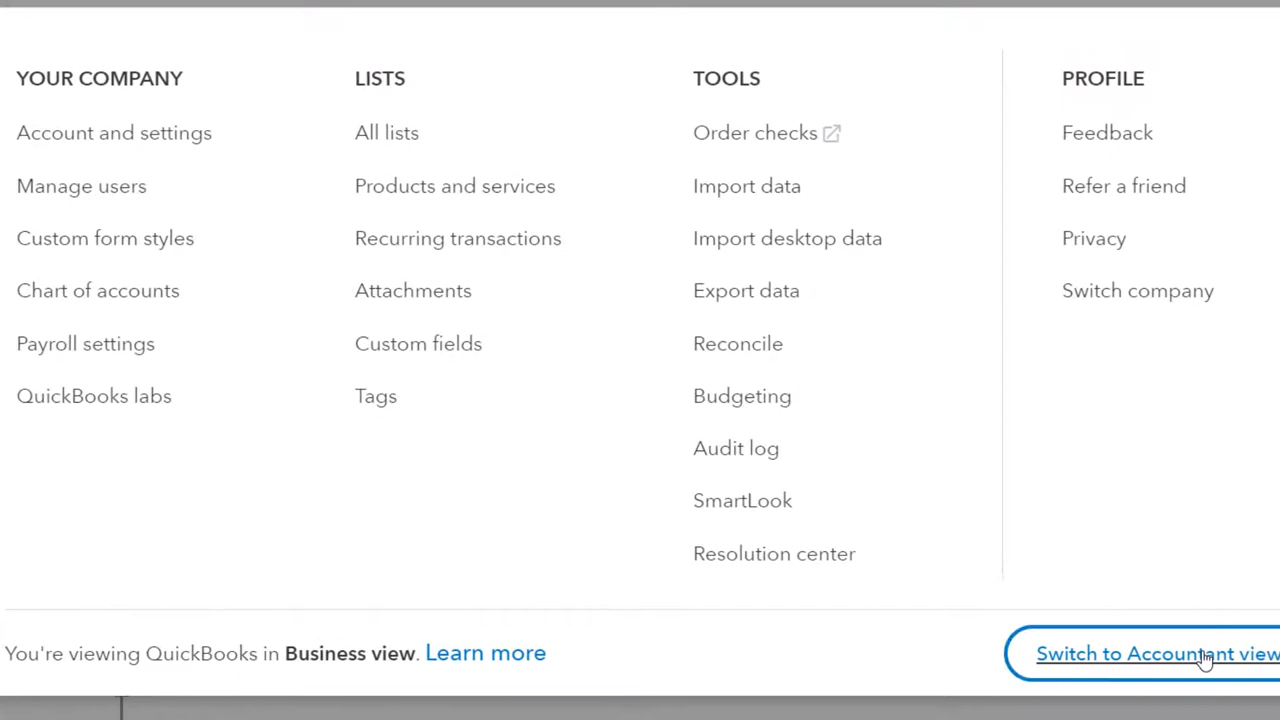 YOUR COMPANY
Account and settings
Manage users
Custom form styles
Chart of accounts
Payroll settings
QuickBooks labs
LISTS
All lists
Products and services
Recurring transactions
Attachments
Custom fields
Tags
TOOLS
Order checks
Import data
Import desktop data
Export data
Reconcile
Budgeting
Audit log
SmartLook
Resolution center
PROFILE
Feedback
Refer a friend
Privacy
Switch company
You're viewing QuickBooks in Business view. Learn more
Switch to Accountant view